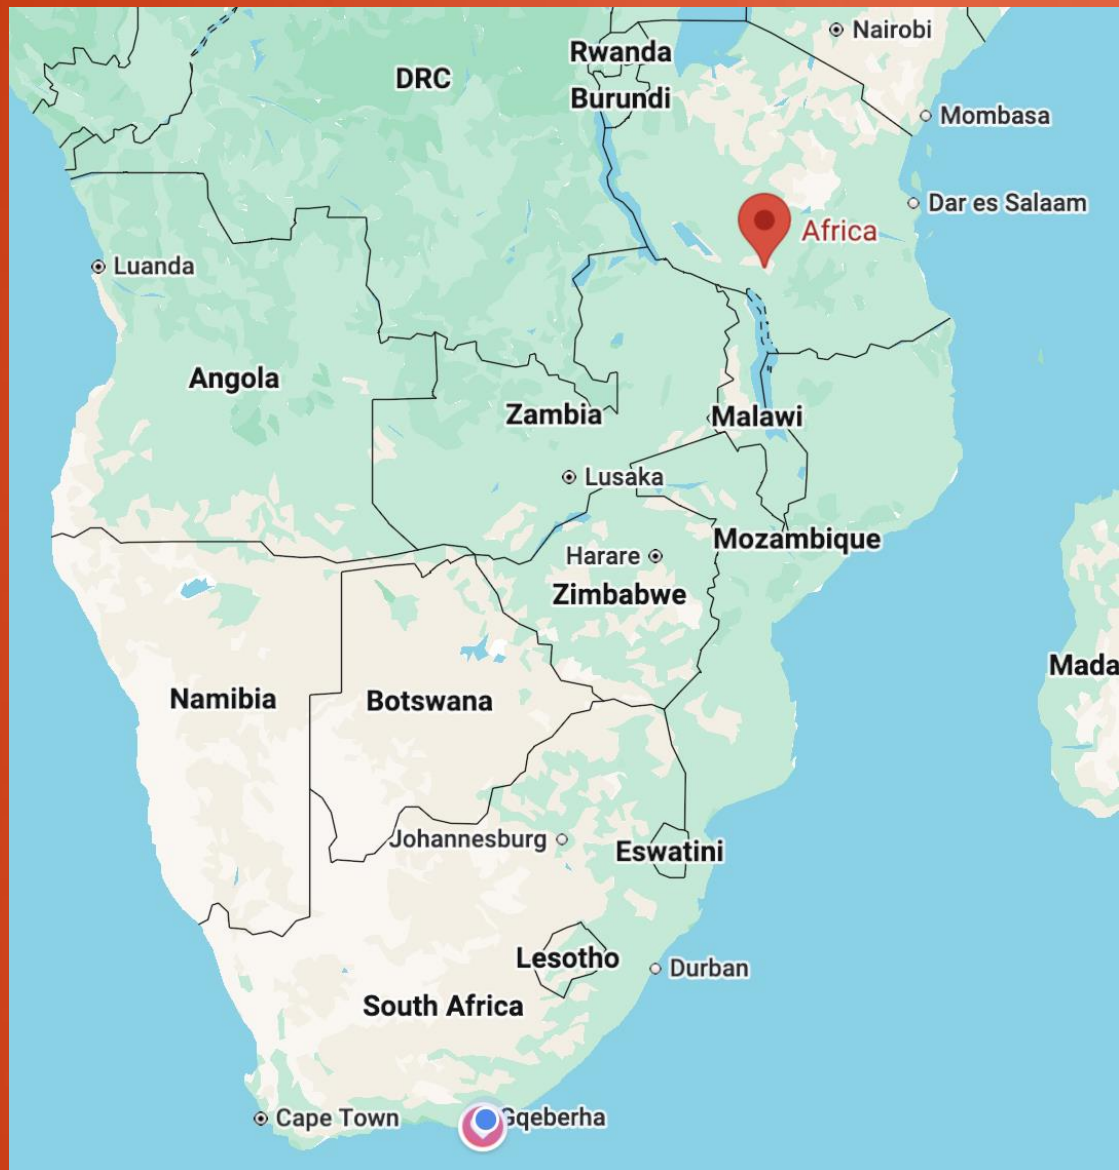 Nairobi
Rwanda
DRC
Burundi
Mombasa
Dar es Salaam
Africa
Luanda
Angola
Zambia
Malawi
Lusaka
Mozambique
Harare
Zimbabwe
Mada
Namibia
Botswana
Johannesburg
Eswatini
Lesotho
Durban
South Africa
Cape Town
Gqeberha